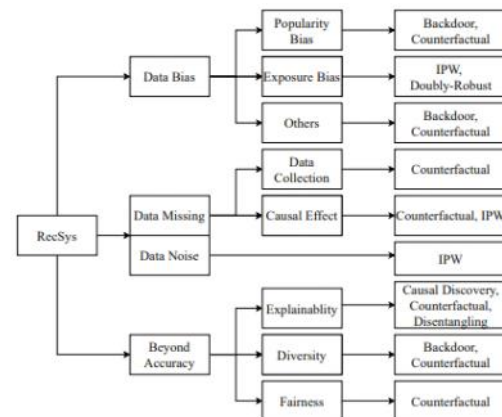 Popularity
Bias
Backdoor,
Counterfactual
Data Bias
Exposure Bias
IPW,
Doubly-Robust
Others
Backdoor,
Counterfactual
Data
Collection
Counterfactual
RecSys
Data Missing
Causal Effect
Counterfactual, IPW
Data Noise
IPW
Explainablity
Causal Discovery,
Counterfactual,
Disentangling
Beyond
Accuracy
Diversity
Backdoor,
Counterfactual
Fairness
Counterfactual